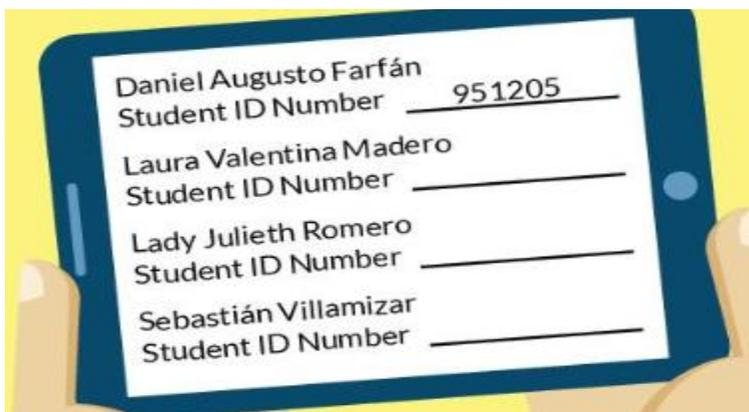 Daniel Augusto Farfán
Student ID Number 951205
Laura Valentina Madero
Student ID Number
Lady Julieth Romero
Student ID Number
Sebastián Villamizar
Student ID Number